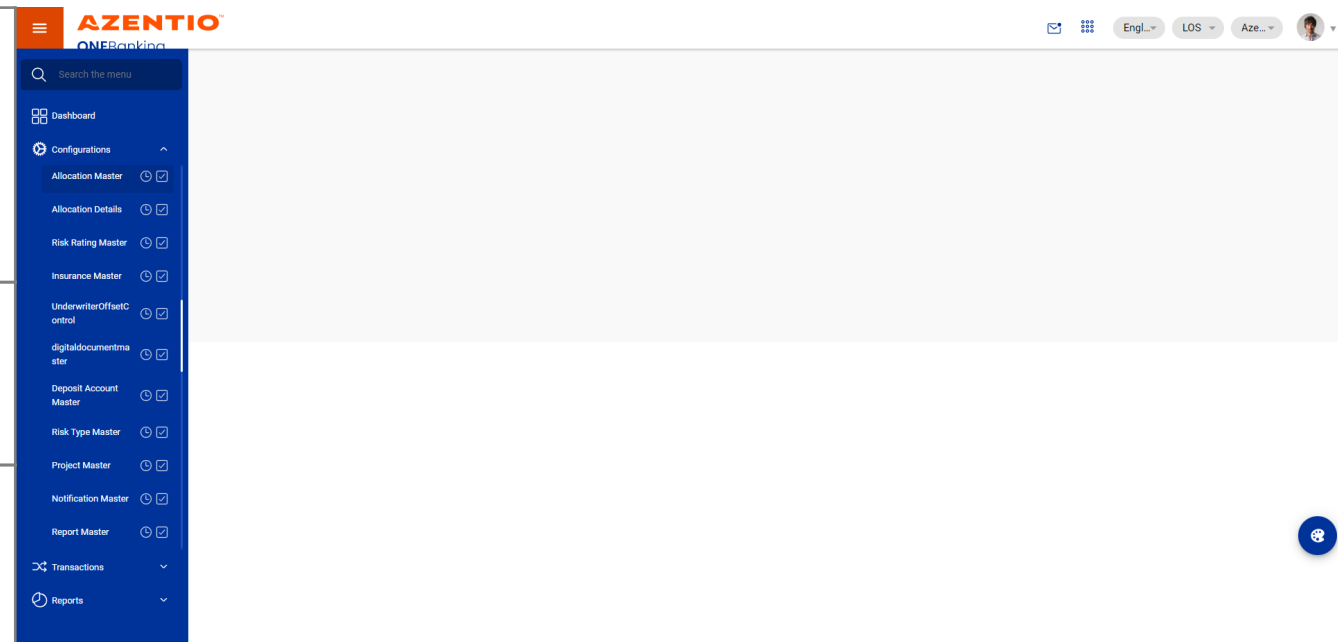 AZENTIO™
ONEBanking
Engl...
LOS
Aze...
Search the menu
Dashboard
Configurations
Allocation Master
Allocation Details
Risk Rating Master
Insurance Master
UnderwriterOffsetC
ontrol
digitaldocumentma
ster
Deposit Account
Master
Risk Type Master
Project Master
Notification Master
Report Master
Transactions
Reports